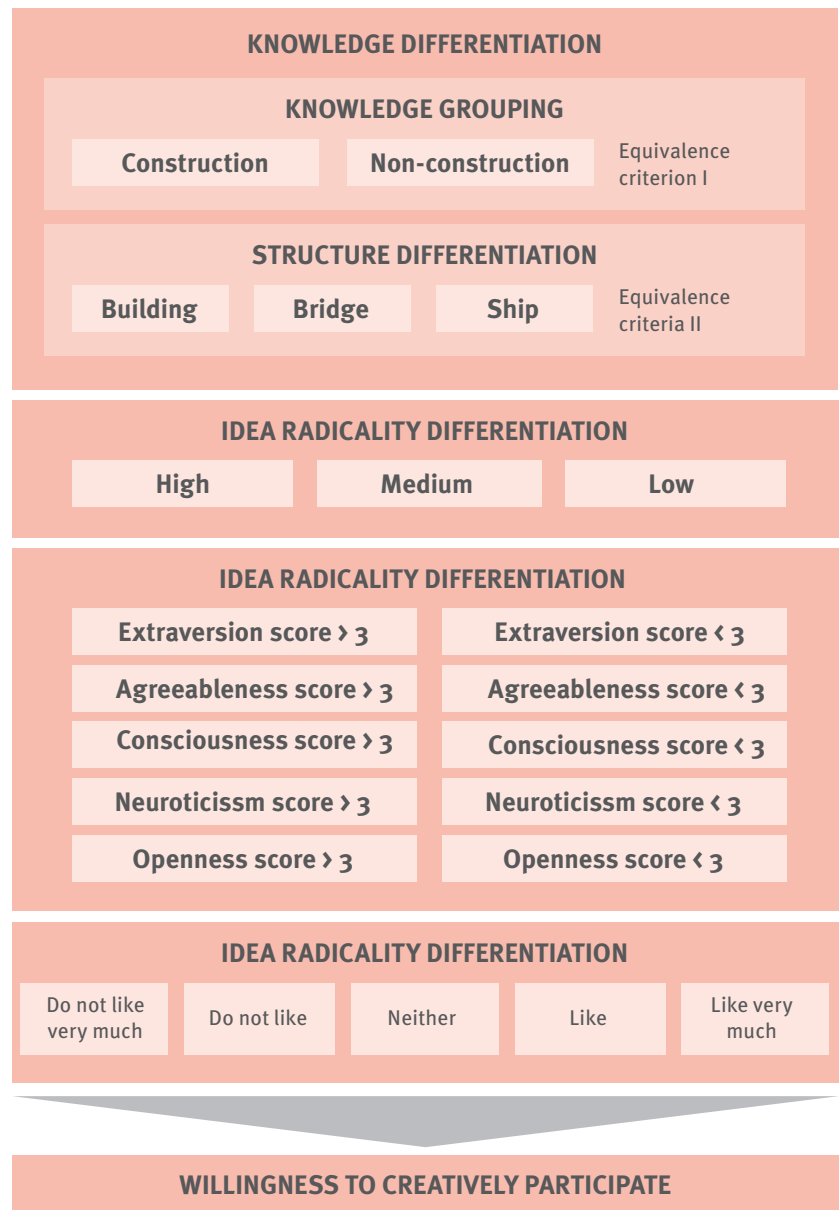 KNOWLEDGE DIFFERENTIATION
KNOWLEDGE GROUPING
Construction
Non-construction
Equivalence
criterion I
STRUCTURE DIFFERENTIATION
Building
Bridge
Ship
Equivalence
criteria II
IDEA RADICALITY DIFFERENTIATION
High
Medium
Low
IDEA RADICALITY DIFFERENTIATION
Extraversion score > 3
Extraversion score < 3
Agreeableness score > 3
Agreeableness score < 3
Consciousness score > 3
Consciousness score < 3
Neuroticissm score > 3
Neuroticissm score < 3
Openness score > 3
Openness score < 3
IDEA RADICALITY DIFFERENTIATION
Do not like
very much
Do not like
Neither
Like
Like very
much
WILLINGNESS TO CREATIVELY PARTICIPATE